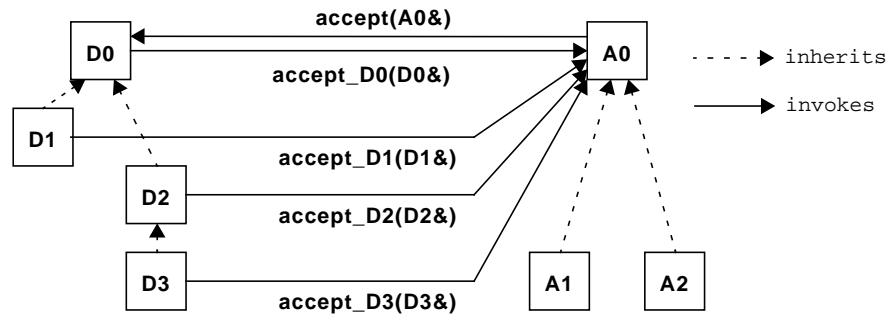 accept(A0&)
D0
A0
inherits
accept_D0(D0&)
invokes
D1
accept_D1(D1&)
D2
accept_D2(D2&)
D3
A1
A2
accept_D3(D3&)